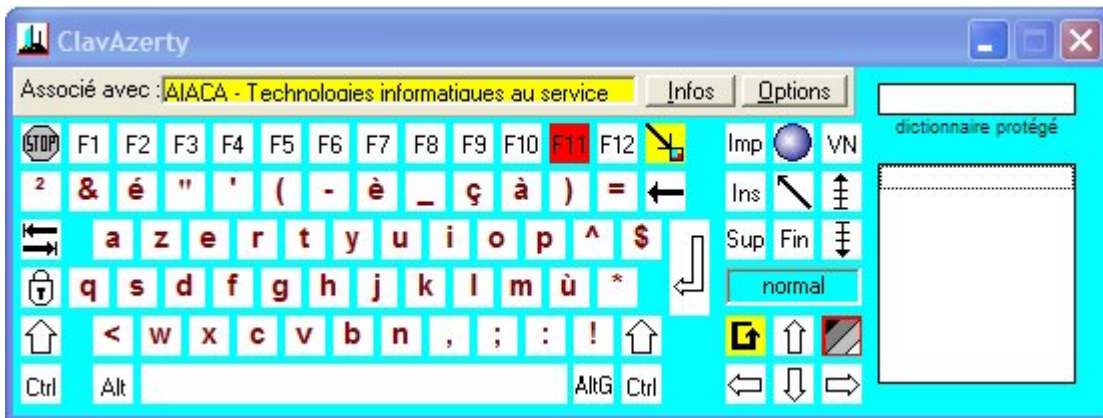 ClavAzerty
Associé avec : AIACA - Technologies informatiques au service Infos Options
dictionnaire protégé
STOP F1 F2 F3 F4 F5 F6 F7 F8 F9 F10 F11 F12 Imp VN
² & é " ' ( - è _ ç à ) = Ins
a z e r t y u i o p ^ $ Sup Fin
q s d f g h j k l m ù * normal
< w x c v b n , ; : !
Ctrl Alt AltG Ctrl